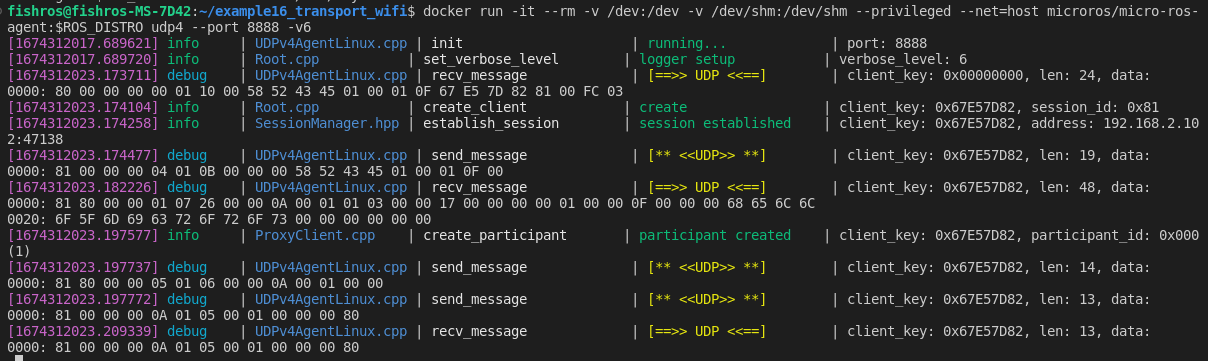 fishros@fishros-MS-7D42:~/example16_transport_wifi$ docker run -it --rm -v /dev:/dev -v /dev/shm:/dev/shm --privileged --net=host microros/micro-ros-
agent:$ROS_DISTRO udp4 --port 8888 -v6
[1674312017.689621] info | UDPv4AgentLinux.cpp | init | running... | port: 8888
[1674312017.689720] info | Root.cpp | set_verbose_level | logger setup | verbose_level: 6
[1674312023.173711] debug | UDPv4AgentLinux.cpp | recv_message | [==>> UDP <<==] | client_key: 0x00000000, len: 24, data:
0000: 80 00 00 00 00 01 10 00 58 52 43 45 01 00 01 0F 67 E5 7D 82 81 00 FC 03
[1674312023.174104] info | Root.cpp | create_client | create | client_key: 0x67E57D82, session_id: 0x81
[1674312023.174258] info | SessionManager.hpp | establish_session | session established | client_key: 0x67E57D82, address: 192.168.2.10
2:47138
[1674312023.174477] debug | UDPv4AgentLinux.cpp | send_message | [** <<UDP>> **] | client_key: 0x67E57D82, len: 19, data:
0000: 81 00 00 00 04 01 0B 00 00 00 58 52 43 45 01 00 01 0F 00
[1674312023.182226] debug | UDPv4AgentLinux.cpp | recv_message | [==>> UDP <<==] | client_key: 0x67E57D82, len: 48, data:
0000: 81 80 00 00 01 07 26 00 00 0A 00 01 01 03 00 00 17 00 00 00 00 01 00 00 0F 00 00 00 68 65 6C 6C
0020: 6F 5F 6D 69 63 72 6F 72 6F 73 00 00 00 00 00 00
[1674312023.197577] info | ProxyClient.cpp | create_participant | participant created | client_key: 0x67E57D82, participant_id: 0x000
(1)
[1674312023.197737] debug | UDPv4AgentLinux.cpp | send_message | [** <<UDP>> **] | client_key: 0x67E57D82, len: 14, data:
0000: 81 80 00 00 05 01 06 00 00 0A 00 01 00 00
[1674312023.197772] debug | UDPv4AgentLinux.cpp | send_message | [** <<UDP>> **] | client_key: 0x67E57D82, len: 13, data:
0000: 81 00 00 00 0A 01 05 00 01 00 00 00 80
[1674312023.209339] debug | UDPv4AgentLinux.cpp | recv_message | [==>> UDP <<==] | client_key: 0x67E57D82, len: 13, data:
0000: 81 00 00 00 0A 01 05 00 01 00 00 00 80